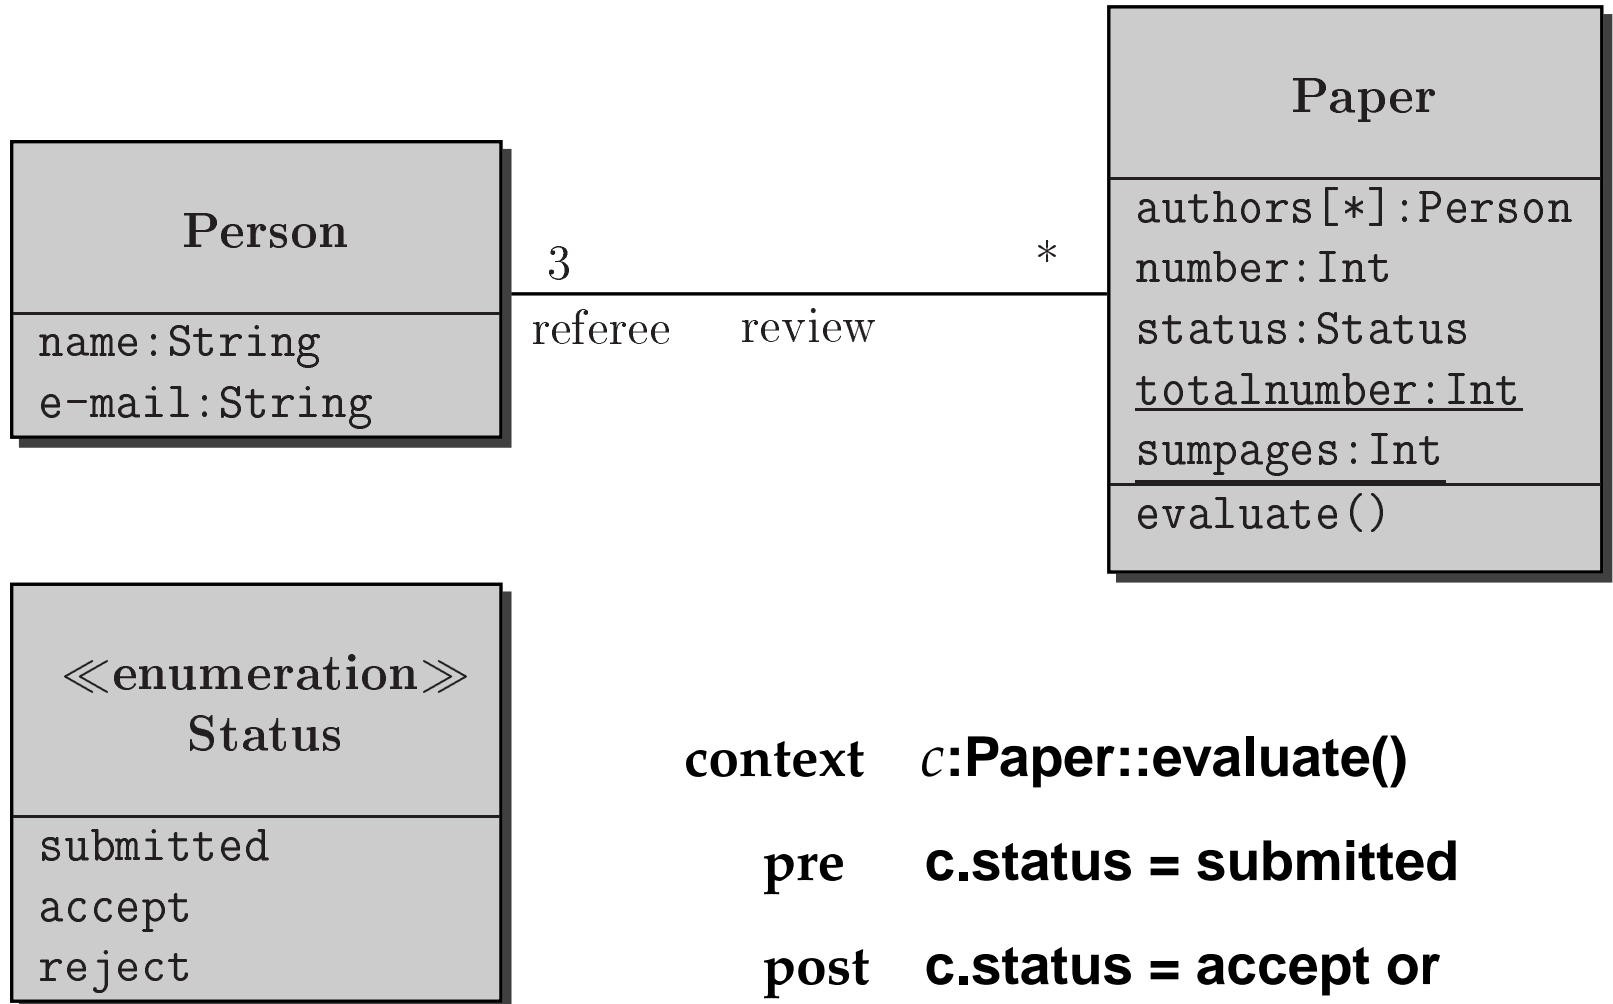 Paper
authors[*]:Person
number:Int
status:Status
totalnumber:Int
sumpages:Int
evaluate()
Person
name:String
e-mail:String
3
*
referee
review
≪enumeration≫
Status
submitted
accept
reject
context c:Paper::evaluate()
pre c.status = submitted
post c.status = accept or